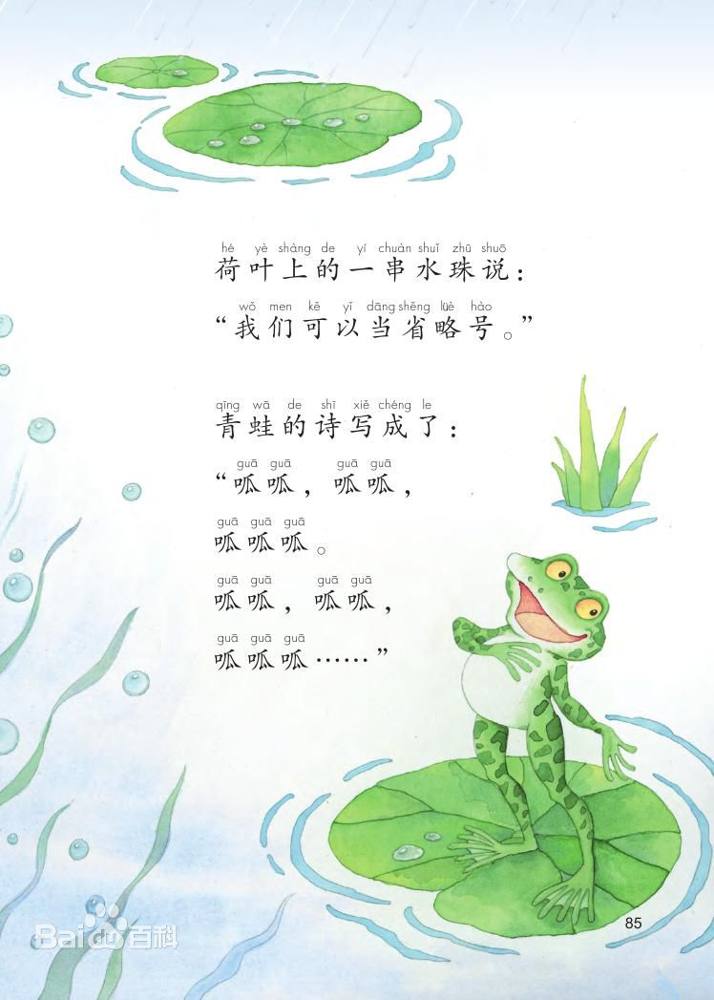 hé yè shàng de yí chuàn shuǐ zhū shuō
荷叶上的一串水珠说：
wǒ men kě yǐ dāng shěng lüè hào
“我们可以当省略号。”
qīng wā de shī xiě chéng le
青蛙的诗写成了：
guā guā guā guā
“呱呱，呱呱，
guā guā guā
呱呱呱。
guā guā guā guā
呱呱，呱呱，
guā guā guā
呱呱呱……”
85
Bai du 百科